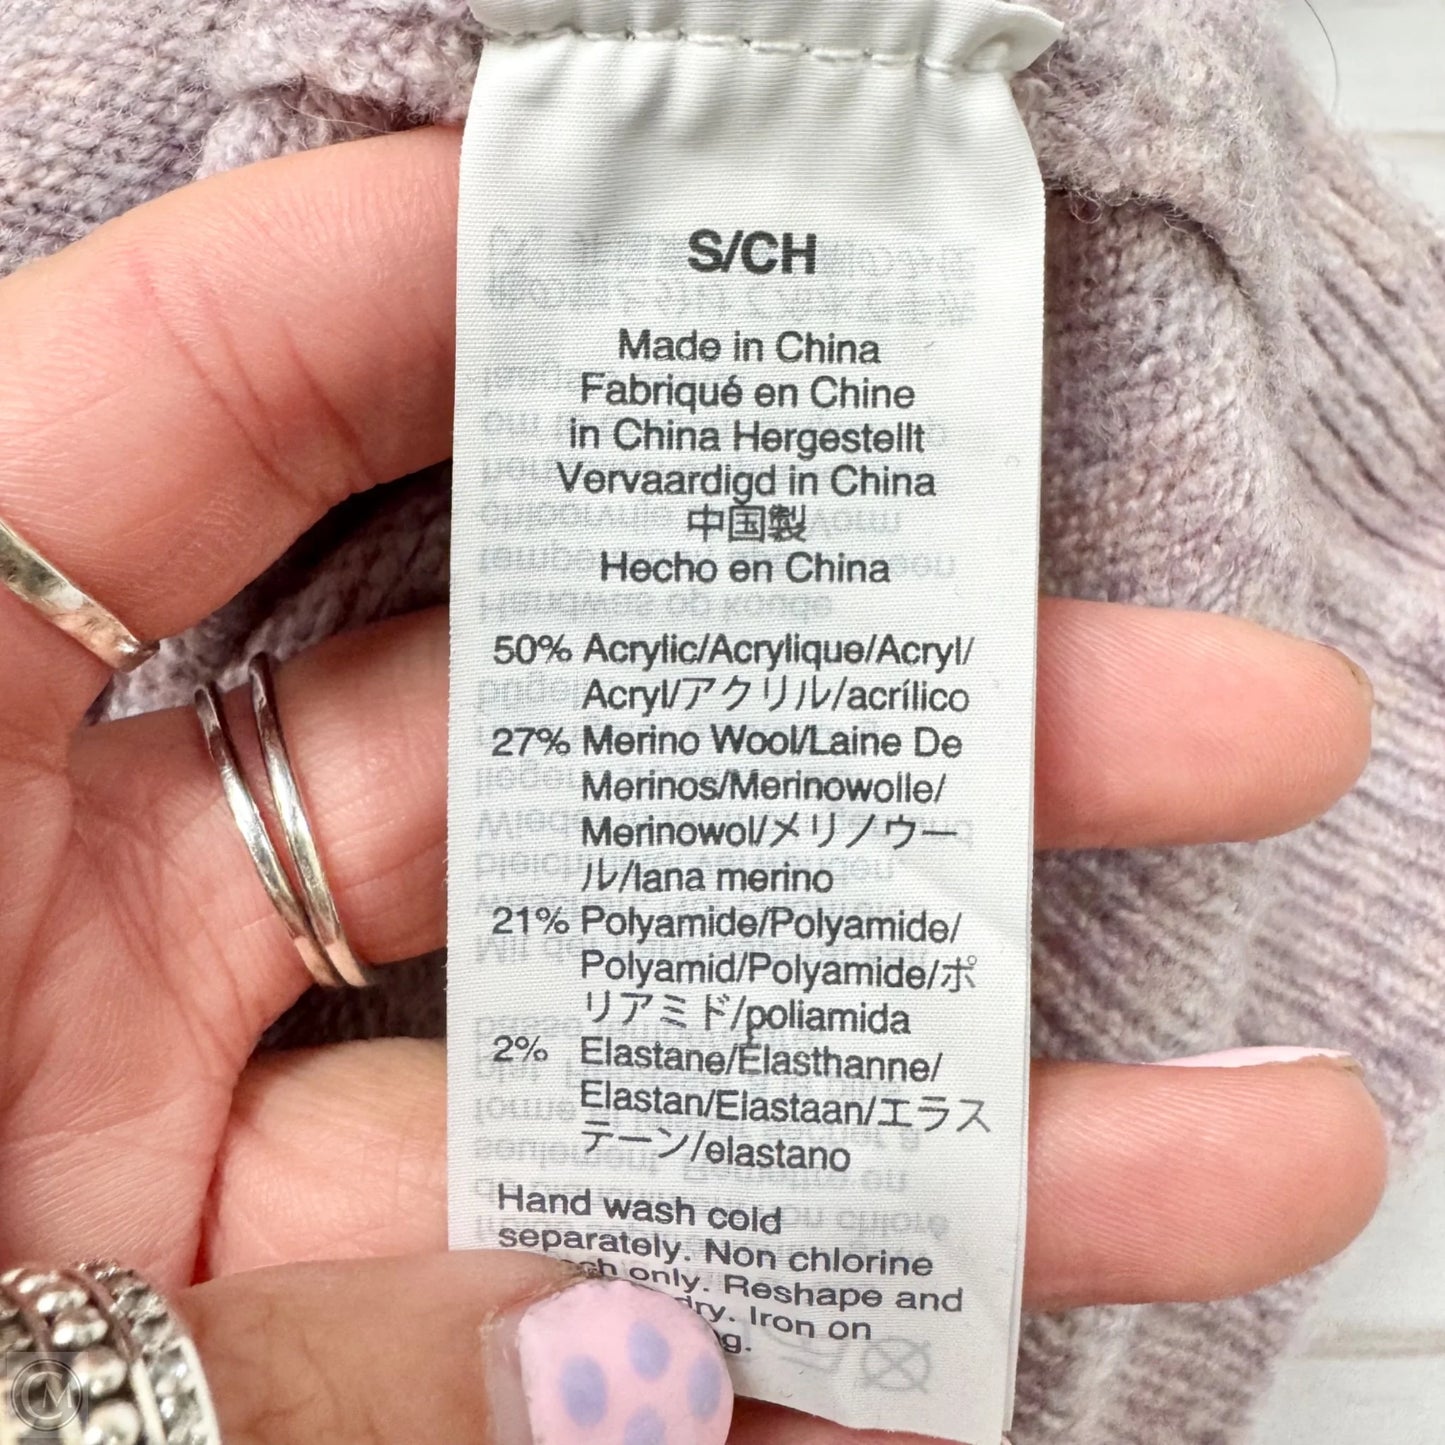 S/CH
Made in China
Fabriqué en Chine
in China Hergestellt
Vervaardigd in China
中国製
Hecho en China
50% Acrylic/Acrylique/Acryl/
Acryl/アクリル/acrílico
27% Merino Wool/Laine De
Merinos/Merinowolle/
Merinowol/メリノウー
ル/lana merino
21% Polyamide/Polyamide/
Polyamid/Polyamide/ポ
リアミド/poliamida
2% Elastane/Élasthanne/
Elastan/Elastaan/エラス
テーン/elastano
Hand wash cold
separately. Non chlorine
only. Reshape and
dry. Iron on